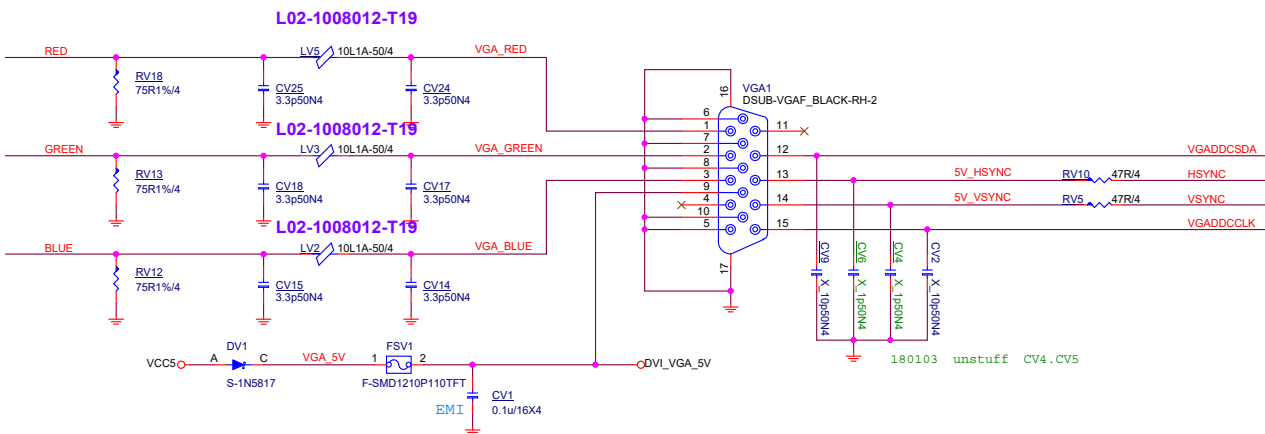 L02-1008012-T19
RED
LV5
10L1A-50/4
VGA_RED
RV18
75R1%/4
CV25
3.3p50N4
CV24
3.3p50N4
L02-1008012-T19
GREEN
LV3
10L1A-50/4
VGA_GREEN
RV13
75R1%/4
CV18
3.3p50N4
CV17
3.3p50N4
L02-1008012-T19
BLUE
LV2
10L1A-50/4
VGA_BLUE
RV12
75R1%/4
CV15
3.3p50N4
CV14
3.3p50N4
VGA1
DSUB-VGAF_BLACK-RH-2
16
6
1
7
2
8
3
9
4
10
5
11
12
13
14
15
17
VGADDCSDA
5V_HSYNC
RV10
47R/4
HSYNC
5V_VSYNC
RV5
47R/4
VSYNC
VGADDCCLK
CV9
X_10p50N4
CV6
X_1p50N4
CV4
X_1p50N4
CV2
X_10p50N4
180103 unstuff CV4.CV5
VCC5
DV1
A
C
S-1N5817
VGA_5V
FSV1
1
2
F-SMD1210P110TFT
DVI_VGA_5V
EMI
CV1
0.1u/16X4